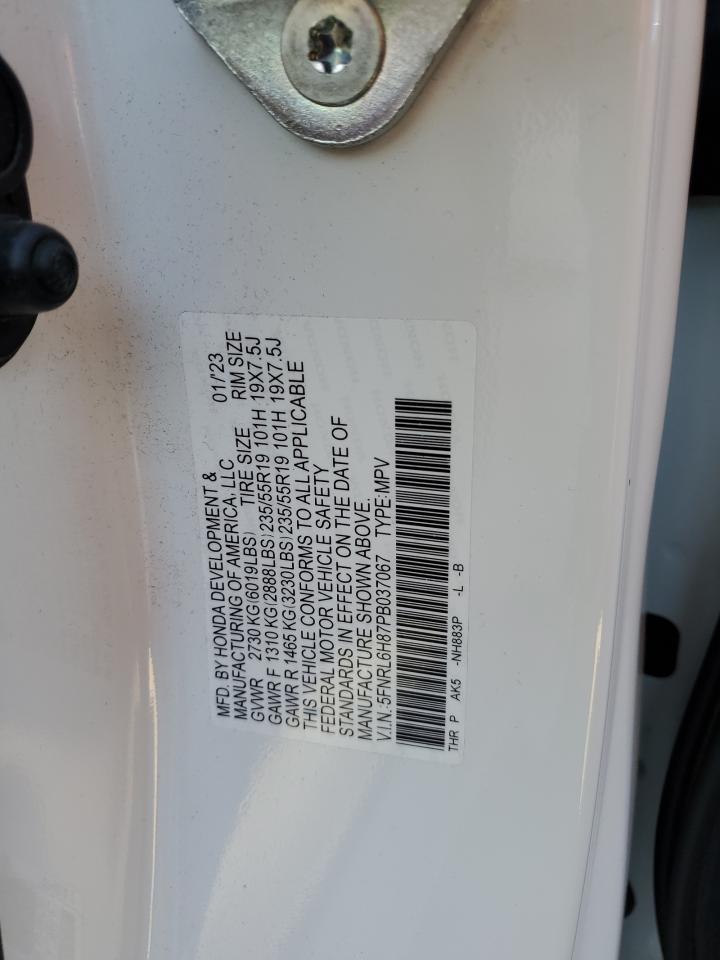 MFD. BY HONDA DEVELOPMENT & 01/'23
MANUFACTURING OF AMERICA, LLC
GVWR 2730 KG(6019LBS) TIRE SIZE RIM SIZE
GAWR F 1310 KG(2888LBS)235/55R19 101H 19X7.5J
GAWR R 1465 KG(3230LBS)235/55R19 101H 19X7.5J
THIS VEHICLE CONFORMS TO ALL APPLICABLE
FEDERAL MOTOR VEHICLE SAFETY
STANDARDS IN EFFECT ON THE DATE OF
MANUFACTURE SHOWN ABOVE.
V.I.N.:5FNRL6H87PB037067 TYPE:MPV
THR P AK5 -NH883P -L -B